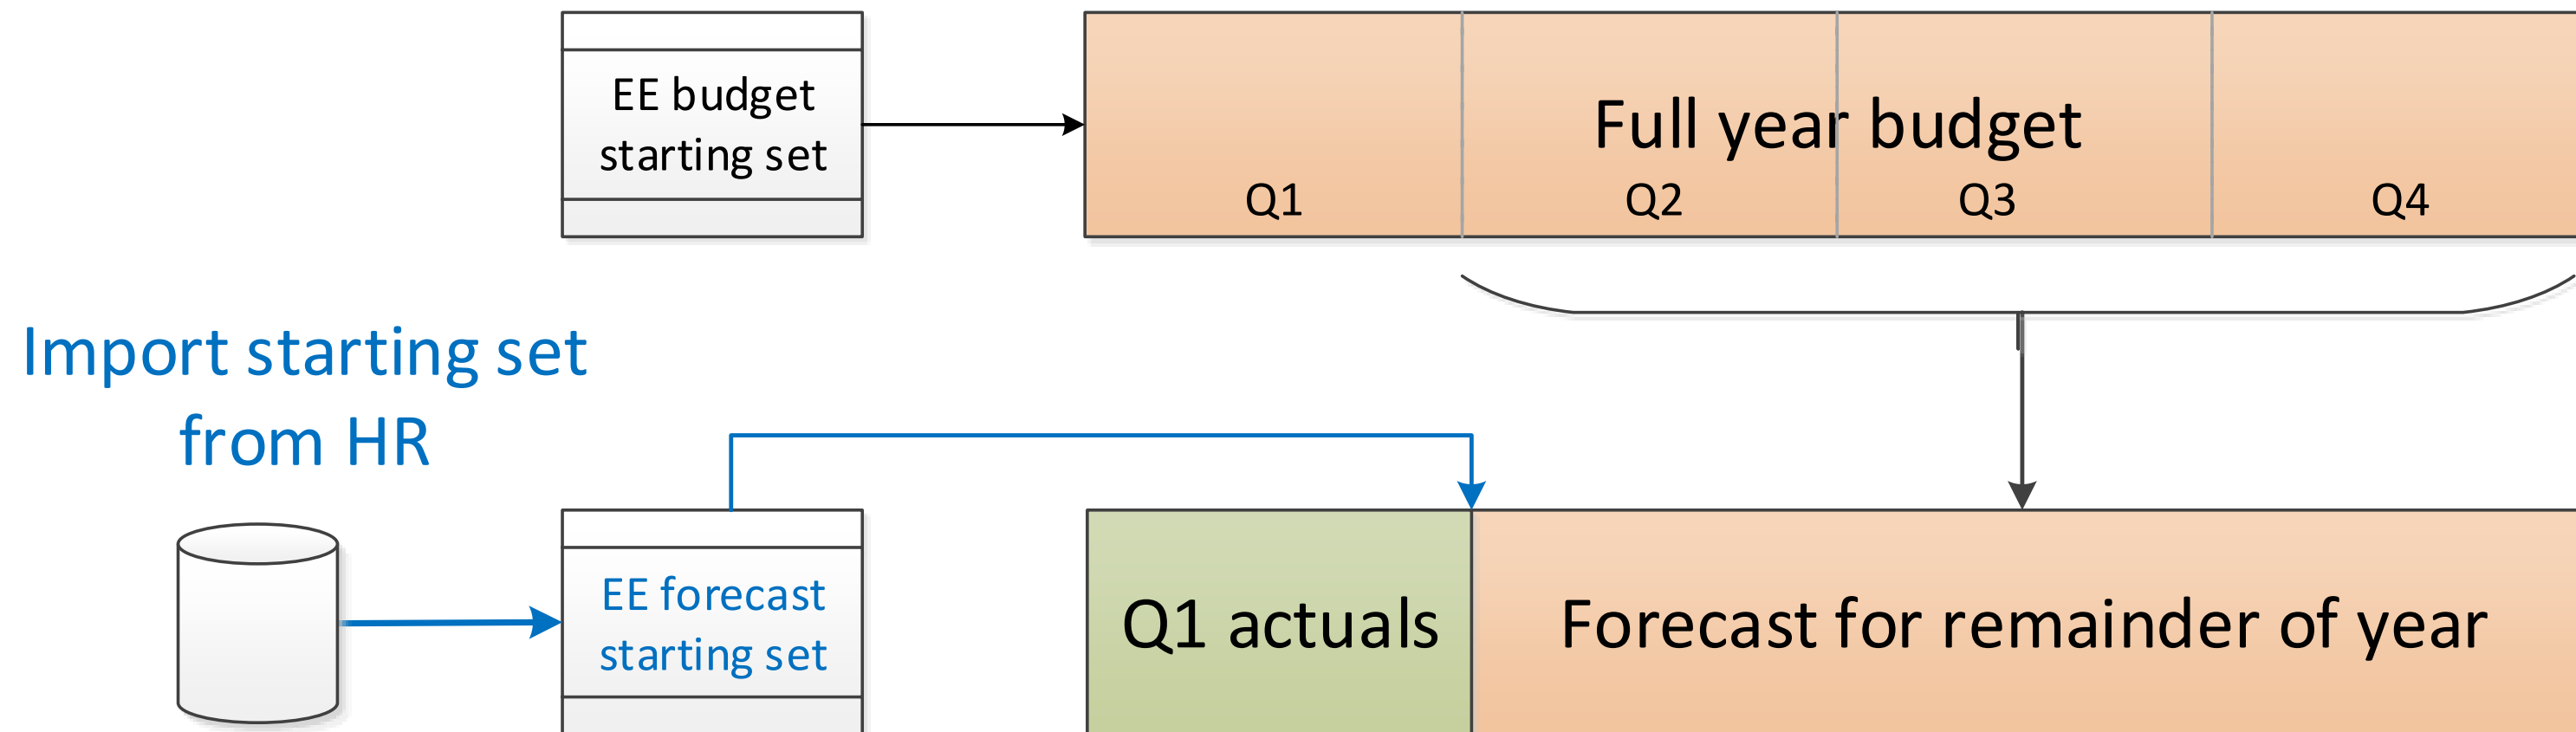 EE budget
starting set
Full year budget
Q1
Q2
Q3
Q4
Import starting set
from HR
EE forecast
starting set
Q1 actuals
Forecast for remainder of year